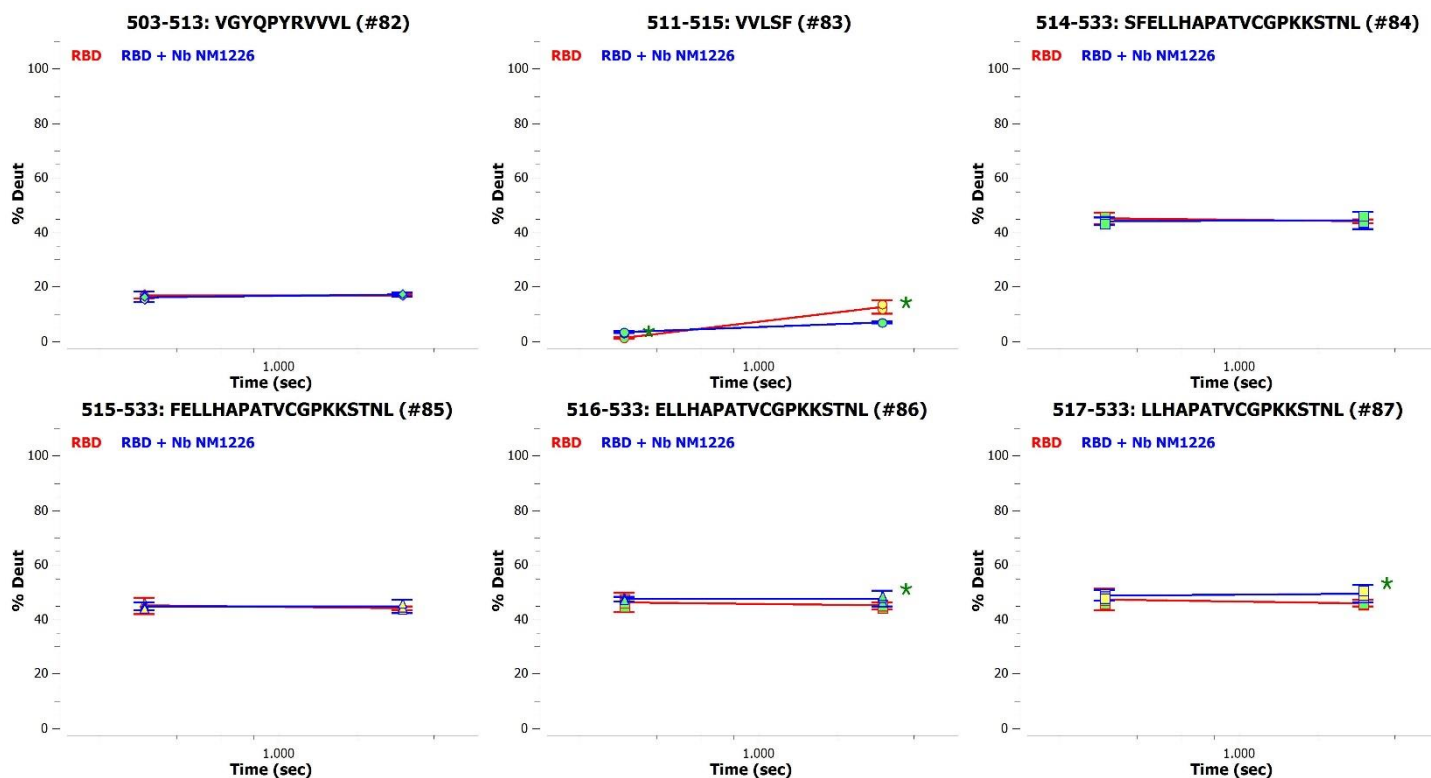 503-513: VGYQPYRVVVL (#82)
RBD RBD + Nb NM1226
100
80
60
40
20
0
% Deut
1.000
Time (sec)
511-515: VVLSF (#83)
RBD RBD + Nb NM1226
100
80
60
40
20
0
% Deut
*
*
1.000
Time (sec)
514-533: SFELLHAPATVCGPKKSTNL (#84)
RBD RBD + Nb NM1226
100
80
60
40
20
0
% Deut
1.000
Time (sec)
515-533: FELLHAPATVCGPKKSTNL (#85)
RBD RBD + Nb NM1226
100
80
60
40
20
0
% Deut
1.000
Time (sec)
516-533: ELLHAPATVCGPKKSTNL (#86)
RBD RBD + Nb NM1226
100
80
60
40
20
0
% Deut
*
1.000
Time (sec)
517-533: LLHAPATVCGPKKSTNL (#87)
RBD RBD + Nb NM1226
100
80
60
40
20
0
% Deut
*
1.000
Time (sec)